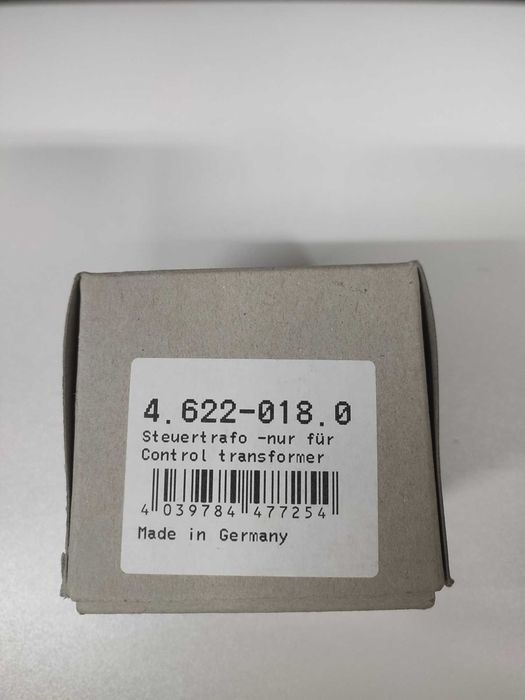 4.622-018.0
Steuertrafo -nur für
Control transformer
4 039784 477254
Made in Germany